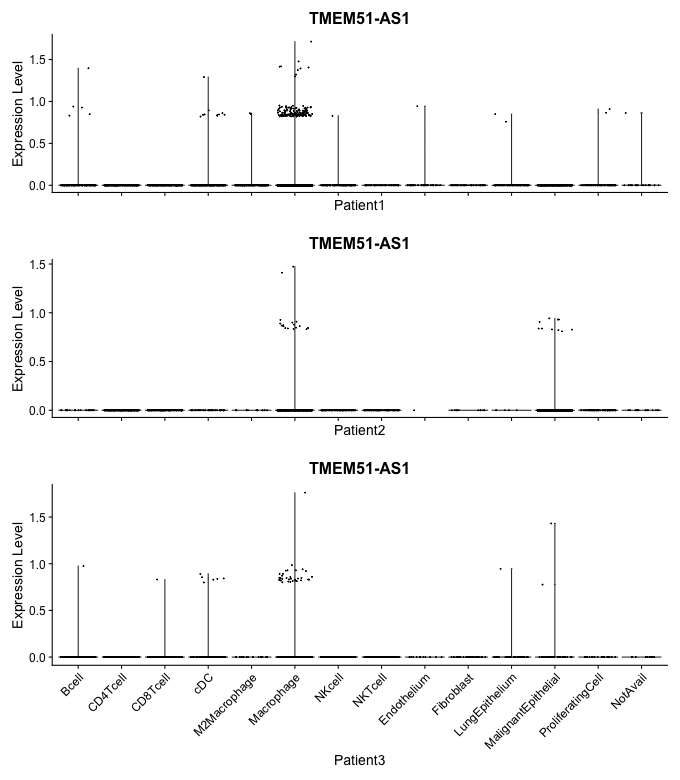 TMEM51-AS1
Expression Level
1.5
1.0
0.5
0.0
Patient1
TMEM51-AS1
Expression Level
1.5
1.0
0.5
0.0
Patient2
TMEM51-AS1
Expression Level
1.5
1.0
0.5
0.0
Bcell
CD4Tcell
CD8Tcell
cDC
M2Macrophage
Macrophage
NKcell
NKTcell
Endothelium
Fibroblast
LungEpithelium
MalignantEpithelial
ProliferatingCell
NotAvail
Patient3